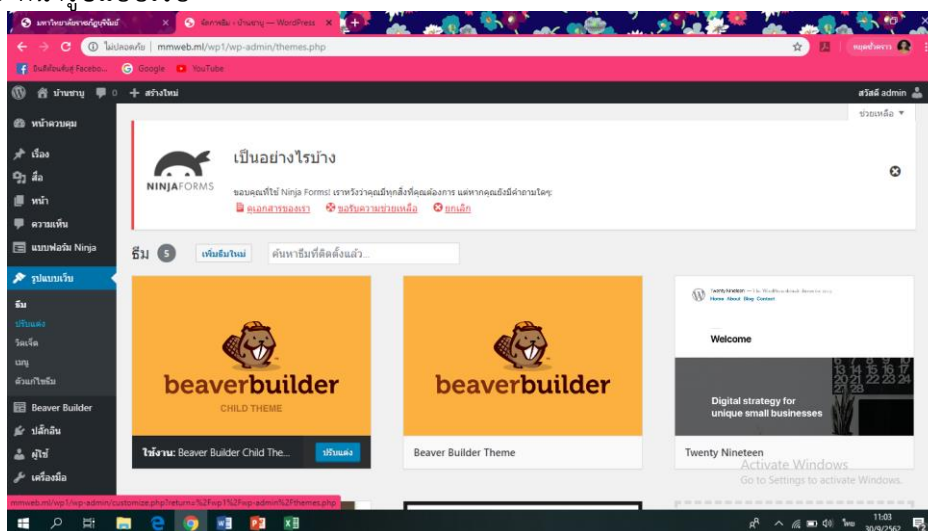 มหาวิทยาลัยราชภัฏบุรีรัมย์
จัดการธีม ‹ บ้านชานุ — WordPress
ไม่ปลอดภัย | mmweb.ml/wp1/wp-admin/themes.php
Google
YouTube
สร้างใหม่
สวัสดี admin
ช่วยเหลือ
หน้าควบคุม
เรื่อง
สื่อ
หน้า
ความเห็น
แบบฟอร์ม Ninja
รูปแบบเว็บ
ธีม
ปรับแต่ง
วิดเจ็ต
เมนู
ตัวแก้ไขธีม
Beaver Builder
ปลั๊กอิน
ผู้ใช้
เครื่องมือ
NINJAFORMS
เป็นอย่างไรบ้าง
ขอบคุณที่ใช้ Ninja Forms! เราหวังว่าคุณมีทุกสิ่งที่คุณต้องการ แต่หากคุณยังมีคำถามใดๆ:
ดูเอกสารของเรา
ขอรับความช่วยเหลือ
ยกเลิก
ธีม 5
เพิ่มธีมใหม่
ค้นหาธีมที่ติดตั้งแล้ว...
beaverbuilder
CHILD THEME
ใช้งาน: Beaver Builder Child The...
ปรับแต่ง
beaverbuilder
Beaver Builder Theme
Home About Blog Contact
Welcome
Digital strategy for
unique small businesses
Twenty Nineteen
Activate Windows
Go to Settings to activate Windows.
mmweb.ml/wp1/wp-admin/customize.php?return=%2Fwp1%2Fwp-admin%2Fthemes.php
ไทย
11:03
30/9/2562